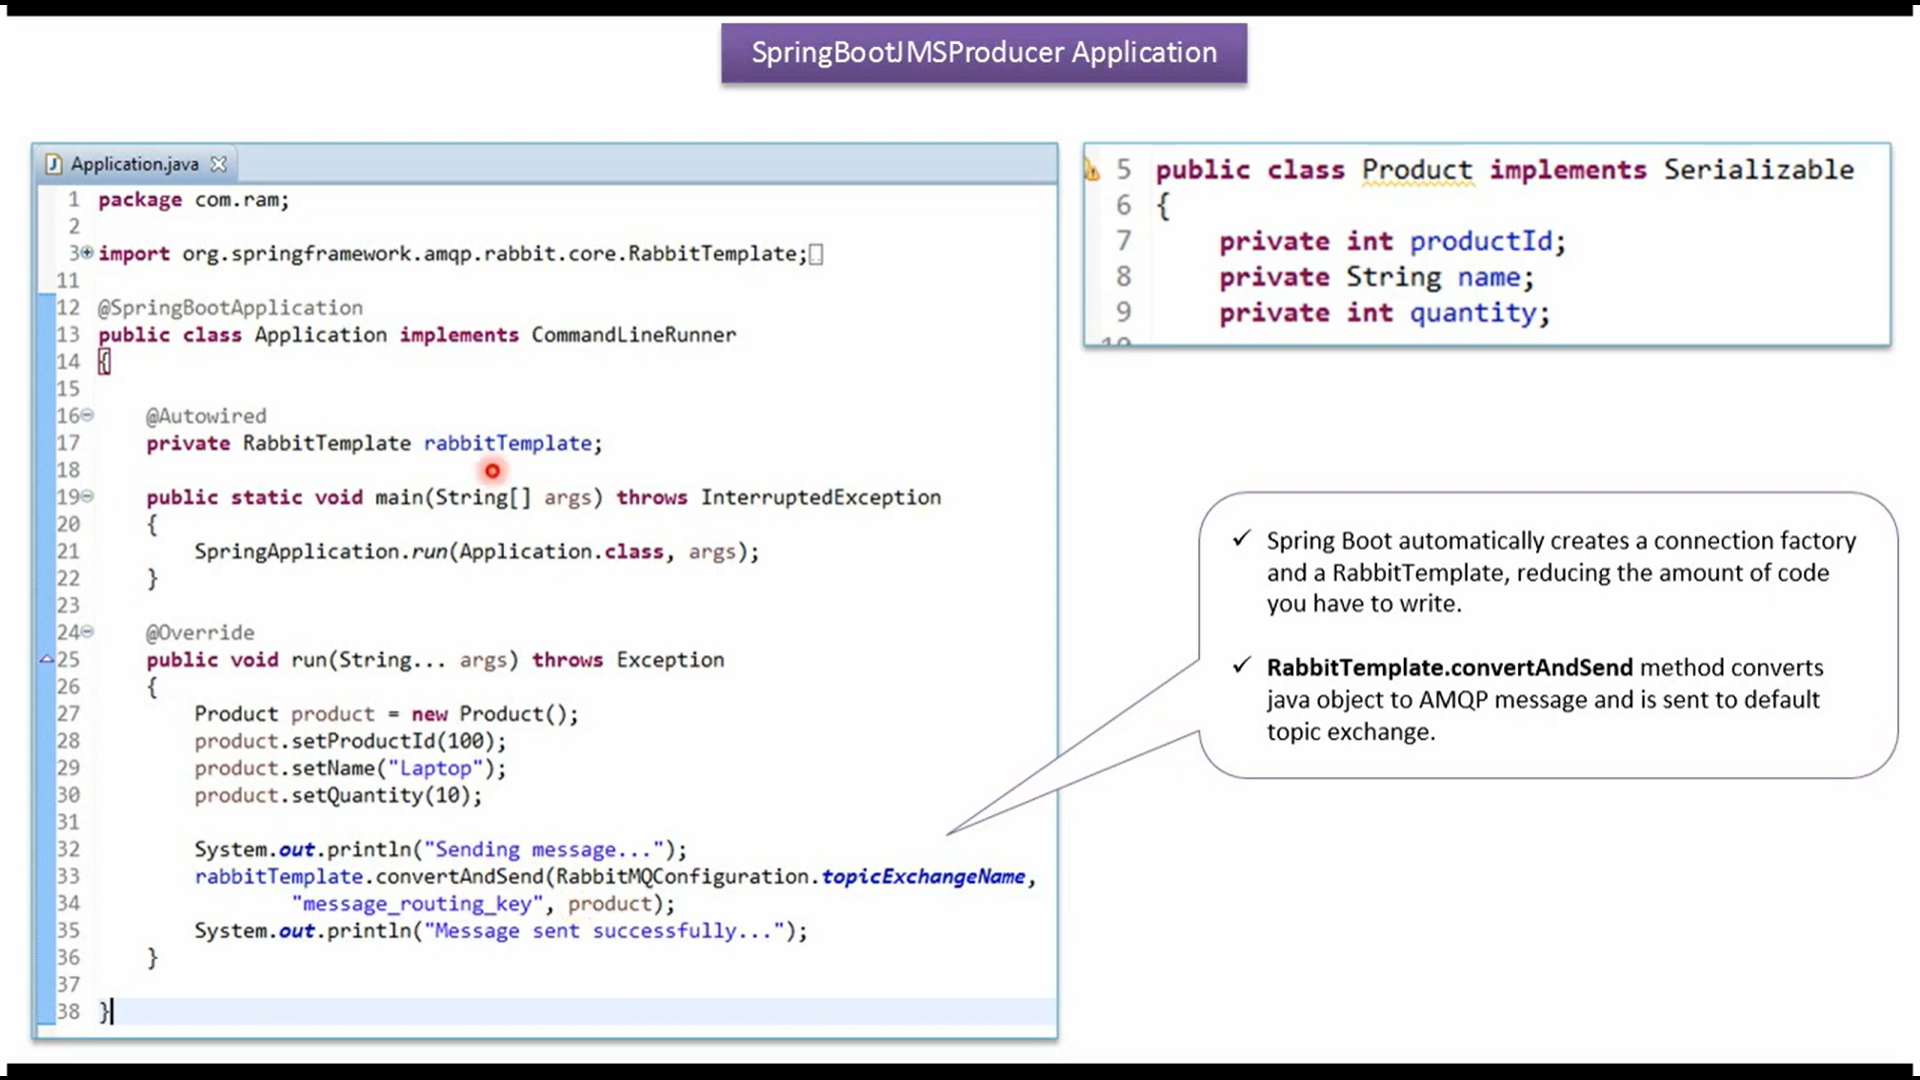 SpringBootJMSProducer Application
Application.java
1 package com.ram;
2
3 import org.springframework.amqp.rabbit.core.RabbitTemplate;
11
12 @SpringBootApplication
13 public class Application implements CommandLineRunner
14 {
15
16 @Autowired
17 private RabbitTemplate rabbitTemplate;
18
19 public static void main(String[] args) throws InterruptedException
20 {
21 SpringApplication.run(Application.class, args);
22 }
23
24 @Override
25 public void run(String... args) throws Exception
26 {
27 Product product = new Product();
28 product.setProductId(100);
29 product.setName("Laptop");
30 product.setQuantity(10);
31
32 System.out.println("Sending message...");
33 rabbitTemplate.convertAndSend(RabbitMQConfiguration.topicExchangeName,
34 "message_routing_key", product);
35 System.out.println("Message sent successfully...");
36 }
37
38 }
5 public class Product implements Serializable
6 {
7 private int productId;
8 private String name;
9 private int quantity;
10
✓ Spring Boot automatically creates a connection factory
and a RabbitTemplate, reducing the amount of code
you have to write.
✓ RabbitTemplate.convertAndSend method converts
java object to AMQP message and is sent to default
topic exchange.